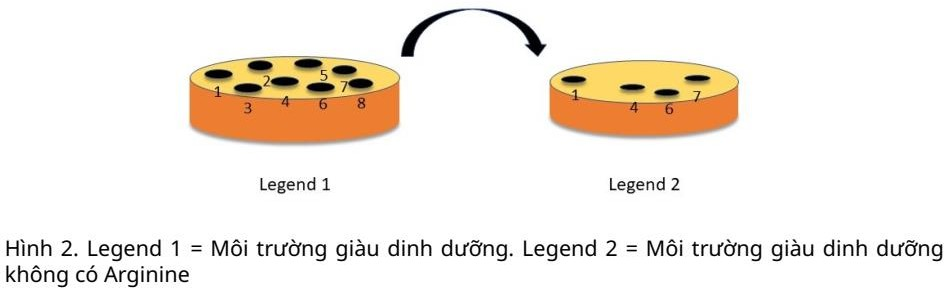 1 2 3 4 5 6 7 8
1 4 6 7
Legend 1
Legend 2
Hình 2. Legend 1 = Môi trường giàu dinh dưỡng. Legend 2 = Môi trường giàu dinh dưỡng
không có Arginine